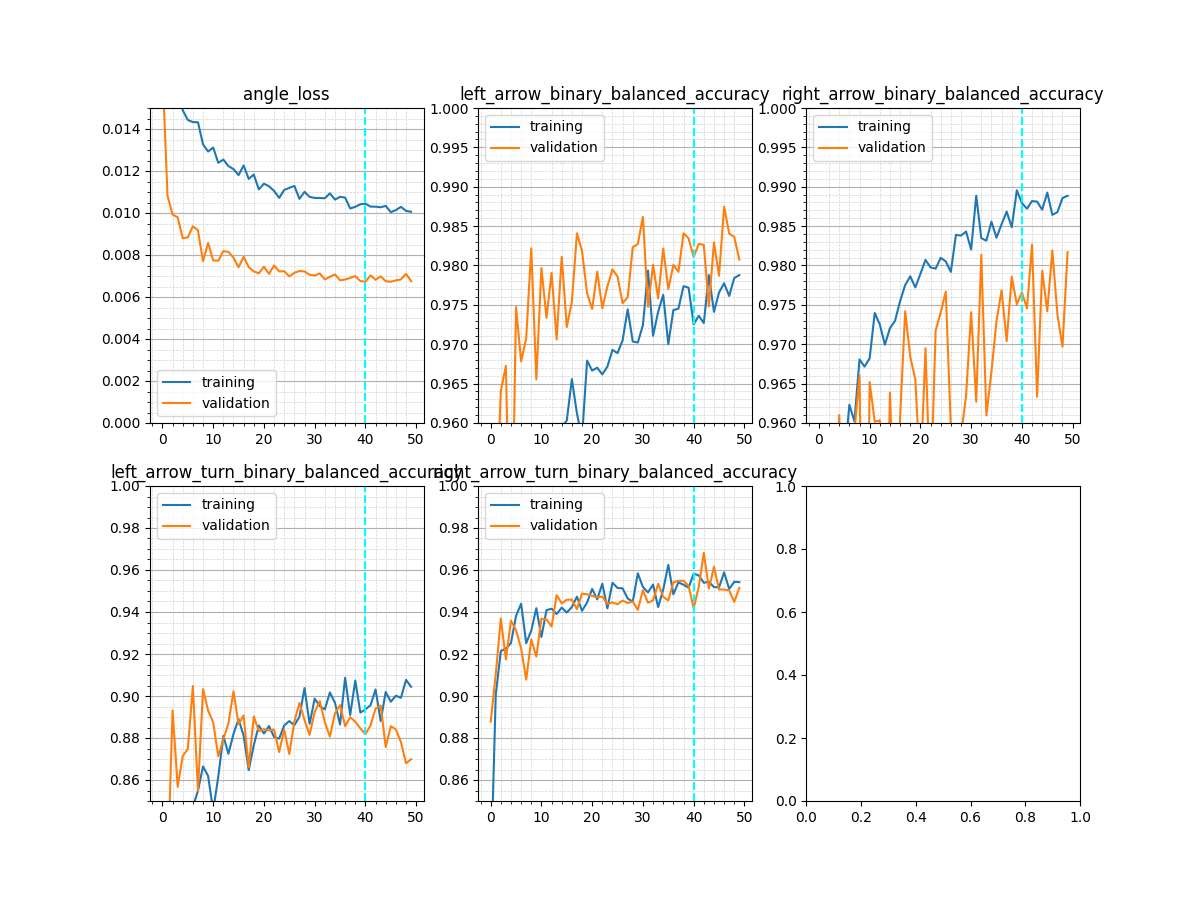 angle_loss
left_arrow_binary_balanced_accuracy
right_arrow_binary_balanced_accuracy
0.014
0.012
0.010
0.008
0.006
0.004
0.002
0.000
training
validation
0 10 20 30 40 50
1.000
0.995
0.990
0.985
0.980
0.975
0.970
0.965
0.960
training
validation
0 10 20 30 40 50
1.000
0.995
0.990
0.985
0.980
0.975
0.970
0.965
0.960
training
validation
0 10 20 30 40 50
left_arrow_turn_binary_balanced_accuracy
right_arrow_turn_binary_balanced_accuracy
1.00
0.98
0.96
0.94
0.92
0.90
0.88
0.86
training
validation
0 10 20 30 40 50
1.00
0.98
0.96
0.94
0.92
0.90
0.88
0.86
training
validation
0 10 20 30 40 50
1.0
0.8
0.6
0.4
0.2
0.0
0.0 0.2 0.4 0.6 0.8 1.0